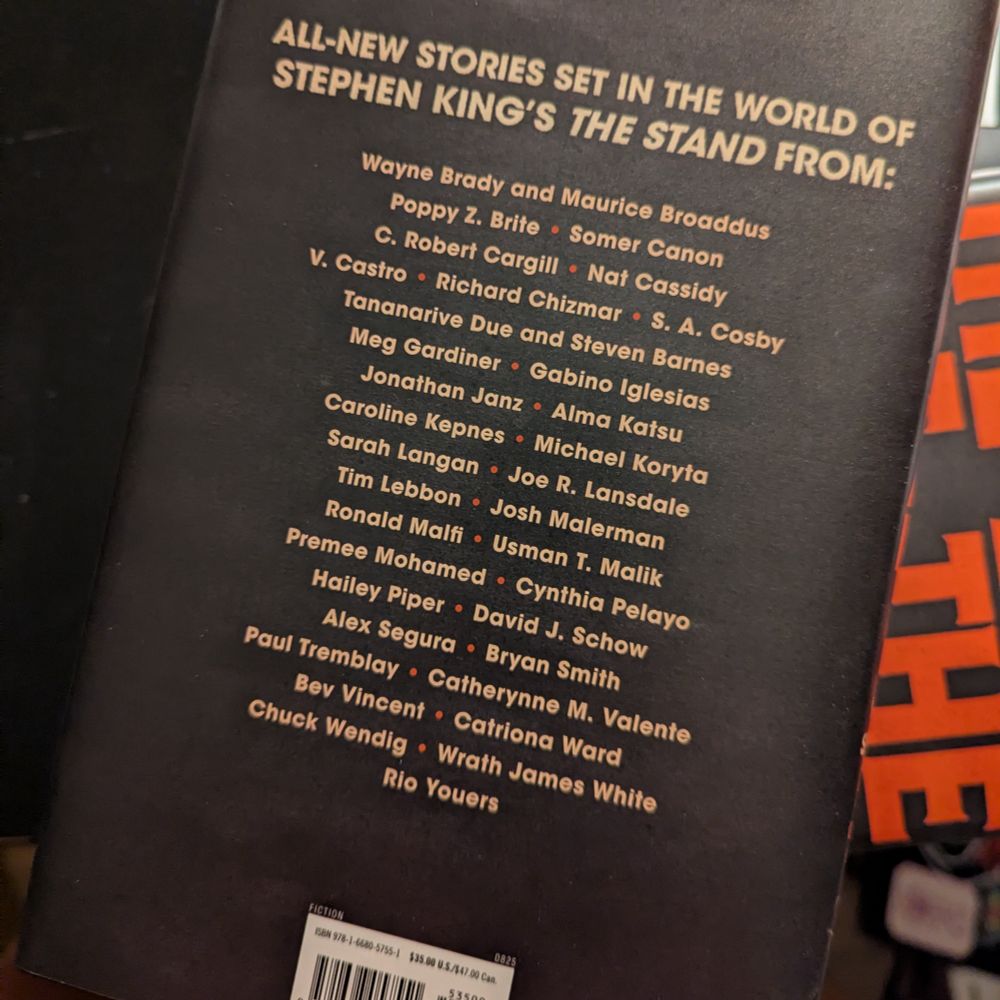 ALL-NEW STORIES SET IN THE WORLD OF
STEPHEN KING'S THE STAND FROM:
Wayne Brady and Maurice Broaddus
Poppy Z. Brite • Somer Canon
C. Robert Cargill • Nat Cassidy
V. Castro • Richard Chizmar • S. A. Cosby
Tananarive Due and Steven Barnes
Meg Gardiner • Gabino Iglesias
Jonathan Janz • Alma Katsu
Caroline Kepnes • Michael Koryta
Sarah Langan • Joe R. Lansdale
Tim Lebbon • Josh Malerman
Ronald Malfi • Usman T. Malik
Premee Mohamed • Cynthia Pelayo
Hailey Piper • David J. Schow
Alex Segura • Bryan Smith
Paul Tremblay • Catherynne M. Valente
Bev Vincent • Catriona Ward
Chuck Wendig • Wrath James White
Rio Youers
FICTION
0825
ISBN 978-1-6680-5755-1 $35.00 U.S./$47.00 Can.
THE